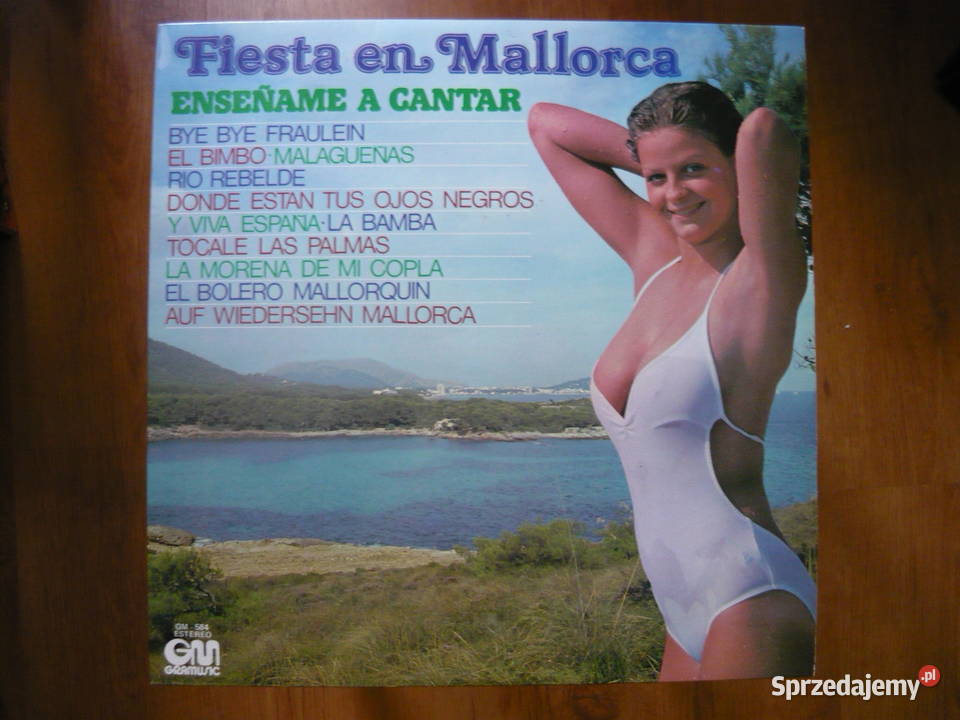 Fiesta en Mallorca
ENSEÑAME A CANTAR
BYE BYE FRAULEIN
EL BIMBO·MALAGUEÑAS
RIO REBELDE
DONDE ESTAN TUS OJOS NEGROS
Y VIVA ESPAÑA·LA BAMBA
TOCALE LAS PALMAS
LA MORENA DE MI COPLA
EL BOLERO MALLORQUIN
AUF WIEDERSEHN MALLORCA
GM - 584
ESTEREO
GM
GRAMUSIC
Sprzedajemy.pl